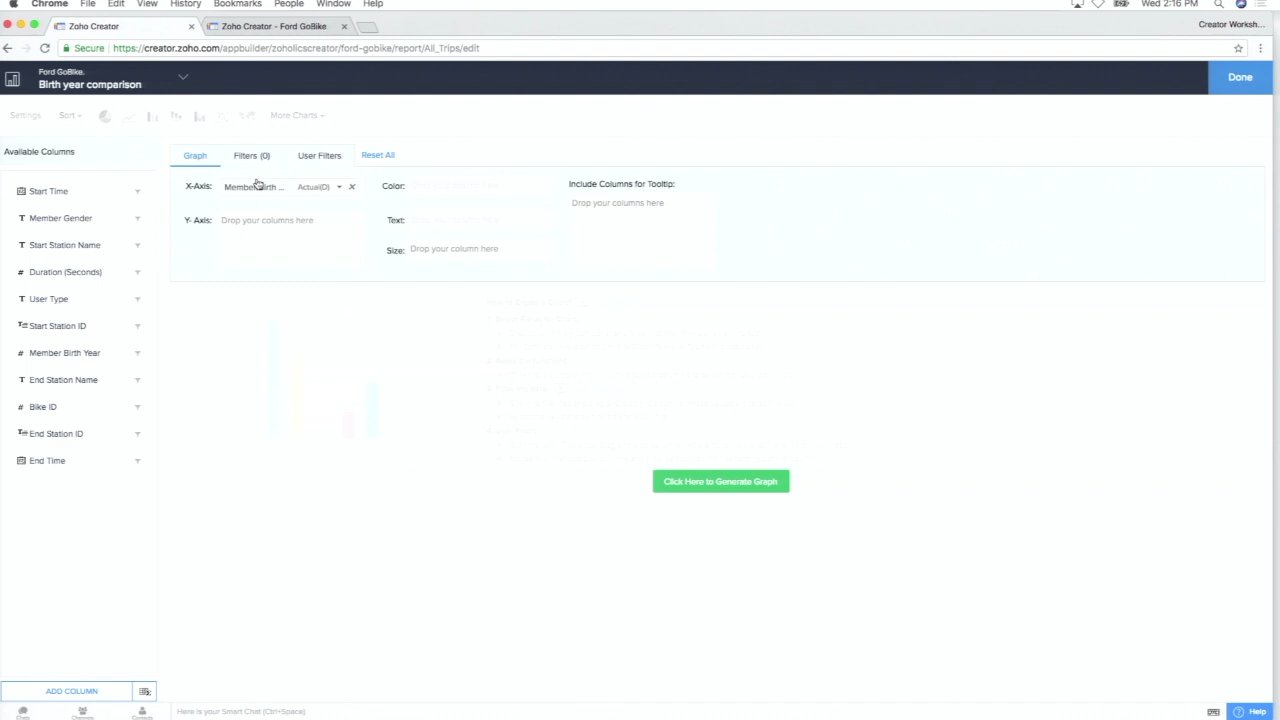 Chrome File Edit View History Bookmarks People Window Help Wed 2:16 PM
Zoho Creator Zoho Creator - Ford GoBike Creator Worksh...
Secure https://creator.zoho.com/appbuilder/zoholicscreator/ford-gobike/report/All_Trips/edit
Ford GoBike.
Birth year comparison
Done
Settings Sort More Charts
Available Columns
Graph Filters (0) User Filters Reset All
Start Time
Member Gender
Start Station Name
Duration (Seconds)
User Type
Start Station ID
Member Birth Year
End Station Name
Bike ID
End Station ID
End Time
X-Axis: Member Birth ... Actual(D)
Y- Axis: Drop your columns here
Color:
Text:
Size: Drop your column here
Include Columns for Tooltip:
Drop your columns here
Click Here to Generate Graph
ADD COLUMN
Chats Channels Contacts Here is your Smart Chat (Ctrl+Space)
Help